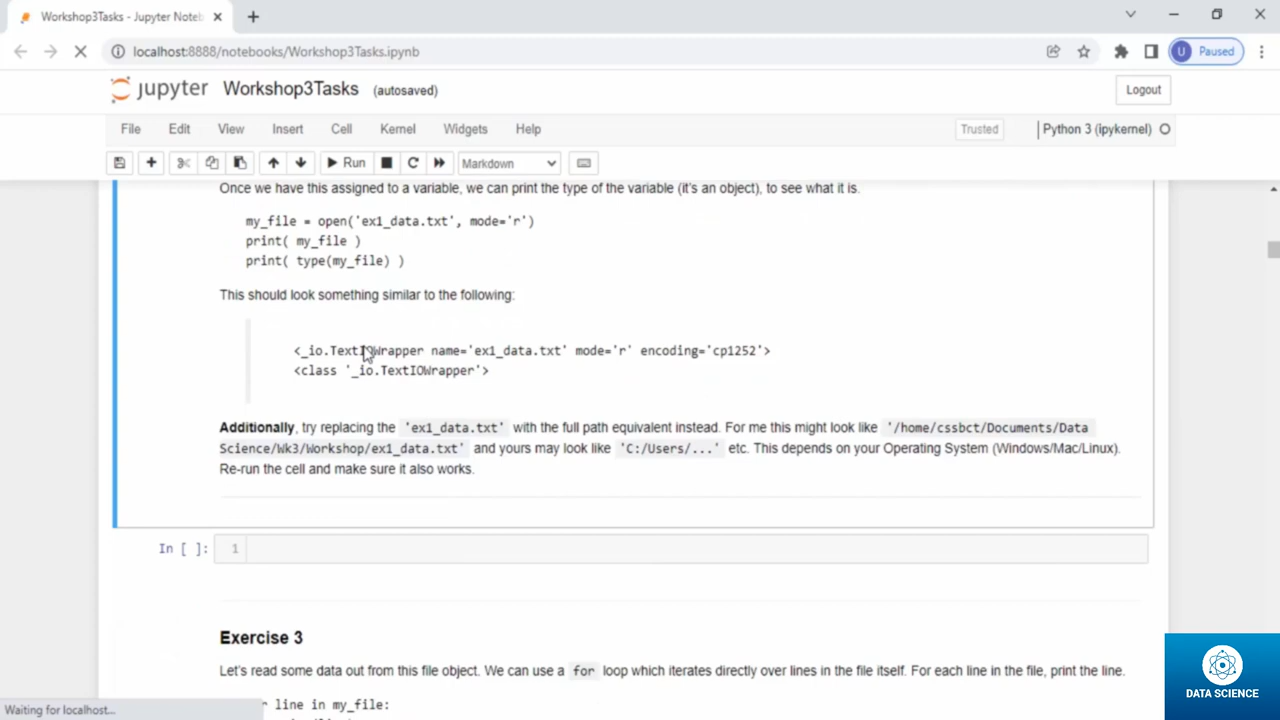 Workshop3Tasks - Jupyter Noteb
localhost:8888/notebooks/Workshop3Tasks.ipynb
U Paused
jupyter Workshop3Tasks (autosaved)
Logout
File Edit View Insert Cell Kernel Widgets Help
Trusted Python 3 (ipykernel)
Run Markdown
Once we have this assigned to a variable, we can print the type of the variable (it's an object), to see what it is.
my_file = open('ex1_data.txt', mode='r')
print( my_file )
print( type(my_file) )
This should look something similar to the following:
<_io.TextIOWrapper name='ex1_data.txt' mode='r' encoding='cp1252'>
<class '_io.TextIOWrapper'>
Additionally, try replacing the 'ex1_data.txt' with the full path equivalent instead. For me this might look like '/home/cssbct/Documents/Data
Science/Wk3/Workshop/ex1_data.txt' and yours may look like 'C:/Users/...' etc. This depends on your Operating System (Windows/Mac/Linux).
Re-run the cell and make sure it also works.
In [ ]: 1
Exercise 3
Let's read some data out from this file object. We can use a for loop which iterates directly over lines in the file itself. For each line in the file, print the line.
line in my_file:
Waiting for localhost...
DATA SCIENCE